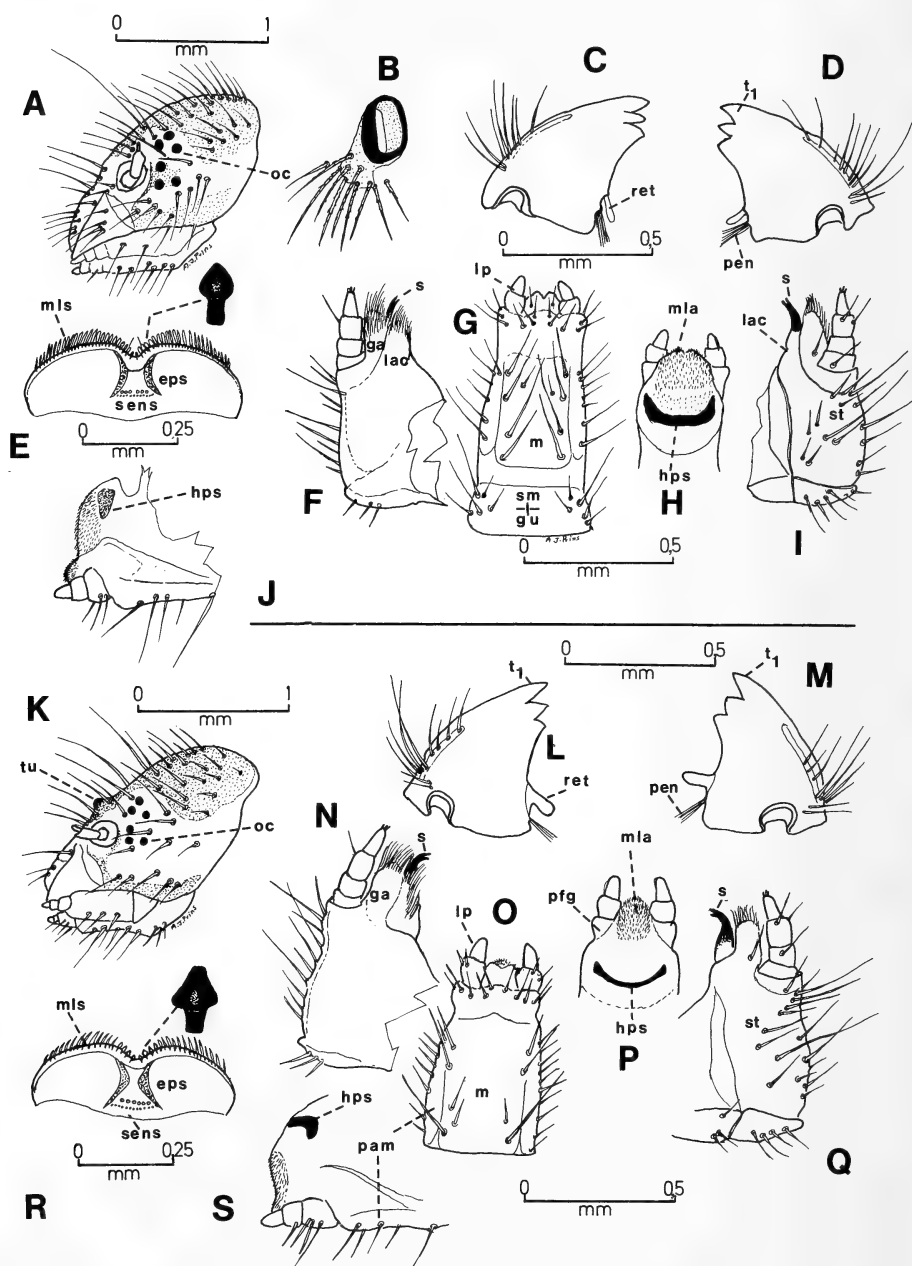 0 1
mm
A
B
C
D
t1
oc
ret
0 0,5
mm
pen
A.J.Prins
mls
eps
sens
0 0,25
mm
E
s
lp
G
ga
lac
m
sm
gu
F
A.J.Prins
0 0,5
mm
mla
hps
H
s
lac
st
I
hps
J
0 0,5
mm
K
0 1
mm
tu
oc
A.J.Prins
t1
L
ret
t1
M
pen
N
s
ga
lp
O
m
mla
pfg
hps
P
s
st
Q
mls
eps
sens
0 0,25
mm
R
hps
pam
S
0 0,5
mm